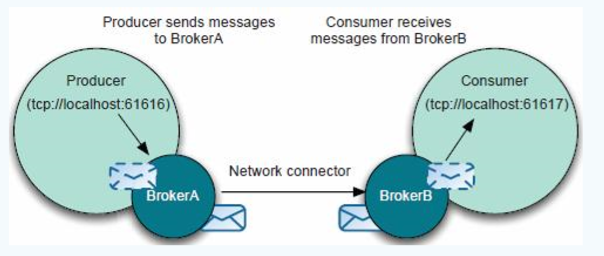 Producer sends messages
to BrokerA
Consumer receives
messages from BrokerB
Producer
(tcp://localhost:61616)
Consumer
(tcp://localhost:61617)
Network connector
BrokerA
BrokerB